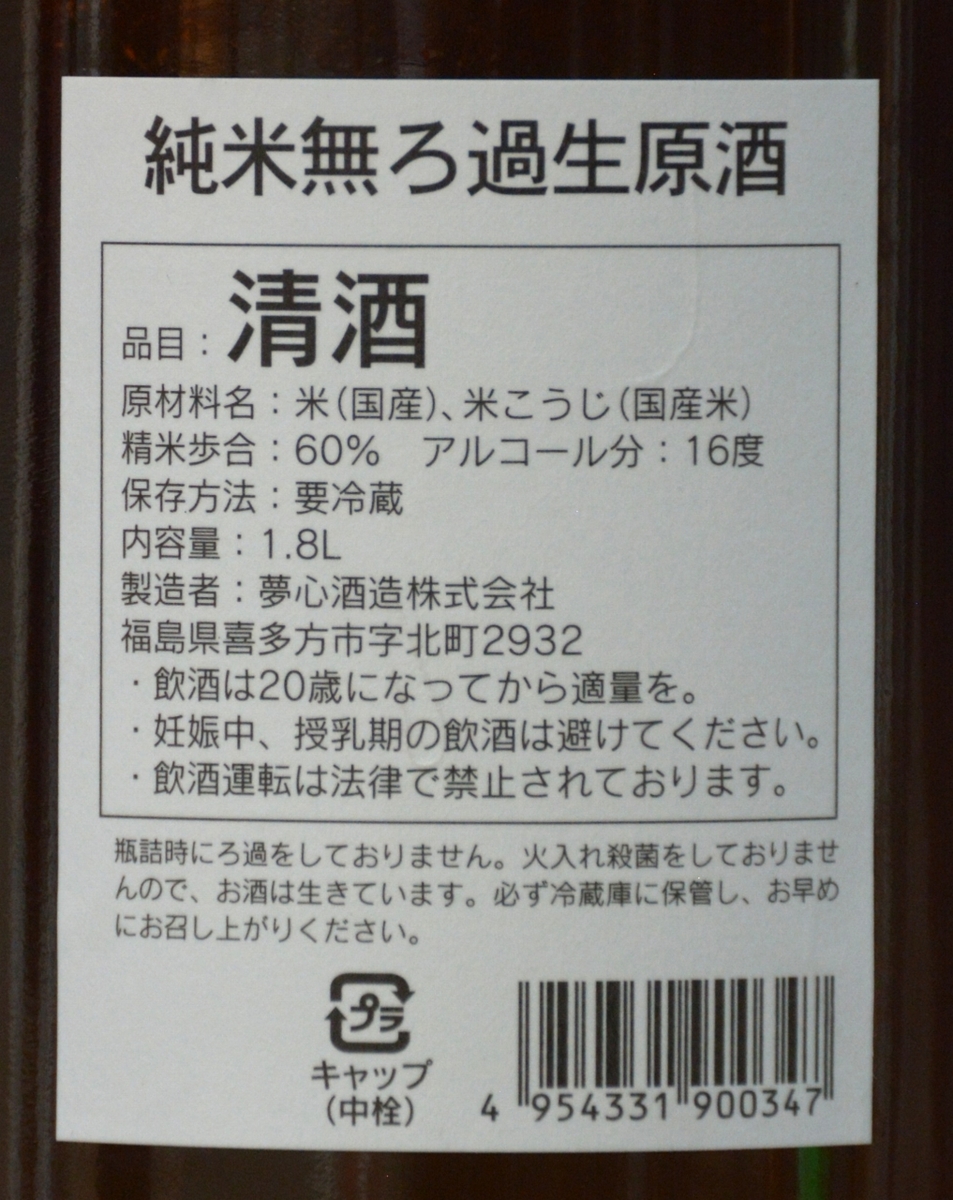 純米無ろ過生原酒
品目：清酒
原材料名：米（国産）、米こうじ（国産米）
精米歩合：60%　アルコール分：16度
保存方法：要冷蔵
内容量：1.8L
製造者：夢心酒造株式会社
福島県喜多方市字北町2932
・飲酒は20歳になってから適量を。
・妊娠中、授乳期の飲酒は避けてください。
・飲酒運転は法律で禁止されております。
瓶詰時にろ過をしておりません。火入れ殺菌をしておりませ
んので、お酒は生きています。必ず冷蔵庫に保管し、お早め
にお召し上がりください。
プラ
キャップ
（中栓）
4 954331 900347